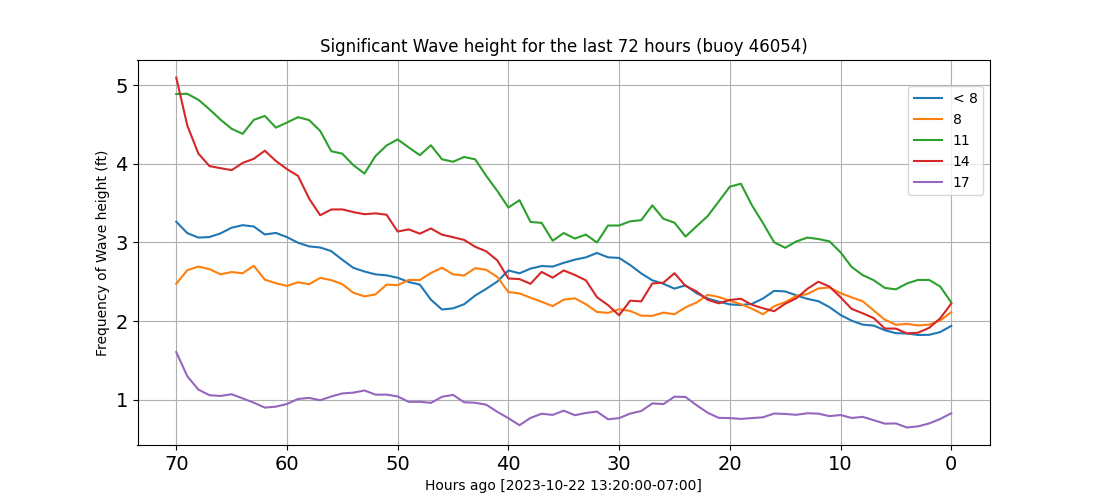 Significant Wave height for the last 72 hours (buoy 46054)
Frequency of Wave height (ft)
5
4
3
2
1
< 8
8
11
14
17
70 60 50 40 30 20 10 0
Hours ago [2023-10-22 13:20:00-07:00]